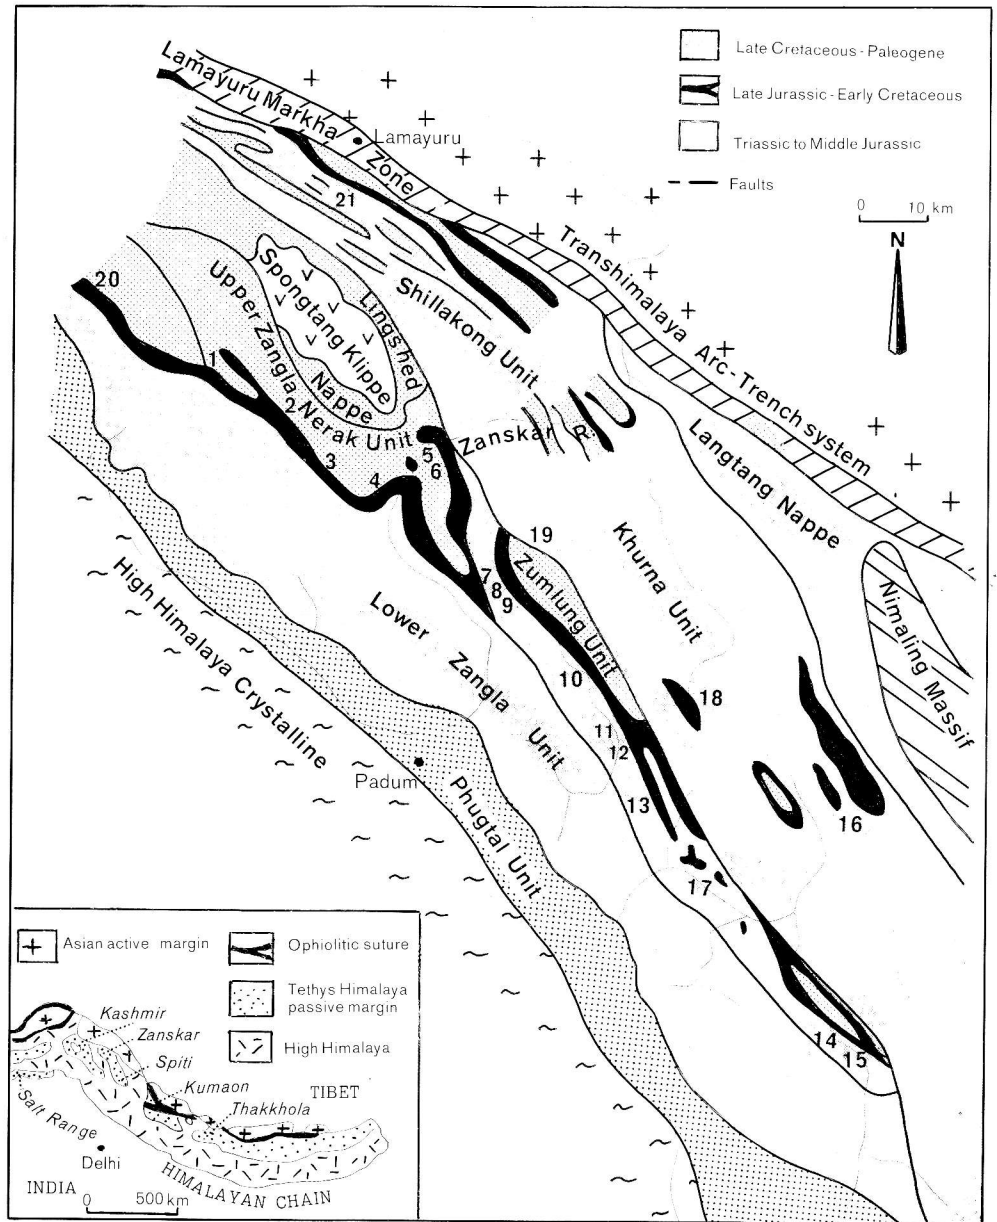 Late Cretaceous - Paleogene
Late Jurassic - Early Cretaceous
Triassic to Middle Jurassic
Faults
0 10 km
N
Lamayuru Markha Zone
Lamayuru
Transhimalaya Arc - Trench system
21
20
Spongtang Klippe
Lingshed
Shillakong Unit
Upper Zangla Nappe
Nerak Unit
1
2
3
4
5
6
Zanskar R.
Langtang Nappe
Nimaling Massif
Khurna Unit
19
Zumlung Unit
7
8
9
10
11
12
13
18
16
17
14
15
Lower Zangla Unit
High Himalaya Crystalline
Padum
Phugtal Unit
Asian active margin
Ophiolitic suture
Tethys Himalaya
passive margin
High Himalaya
Kashmir
Zanskar
Spiti
Kumaon
Thakkhola
TIBET
Salt Range
Delhi
INDIA
HIMALAYAN CHAIN
0 500 km